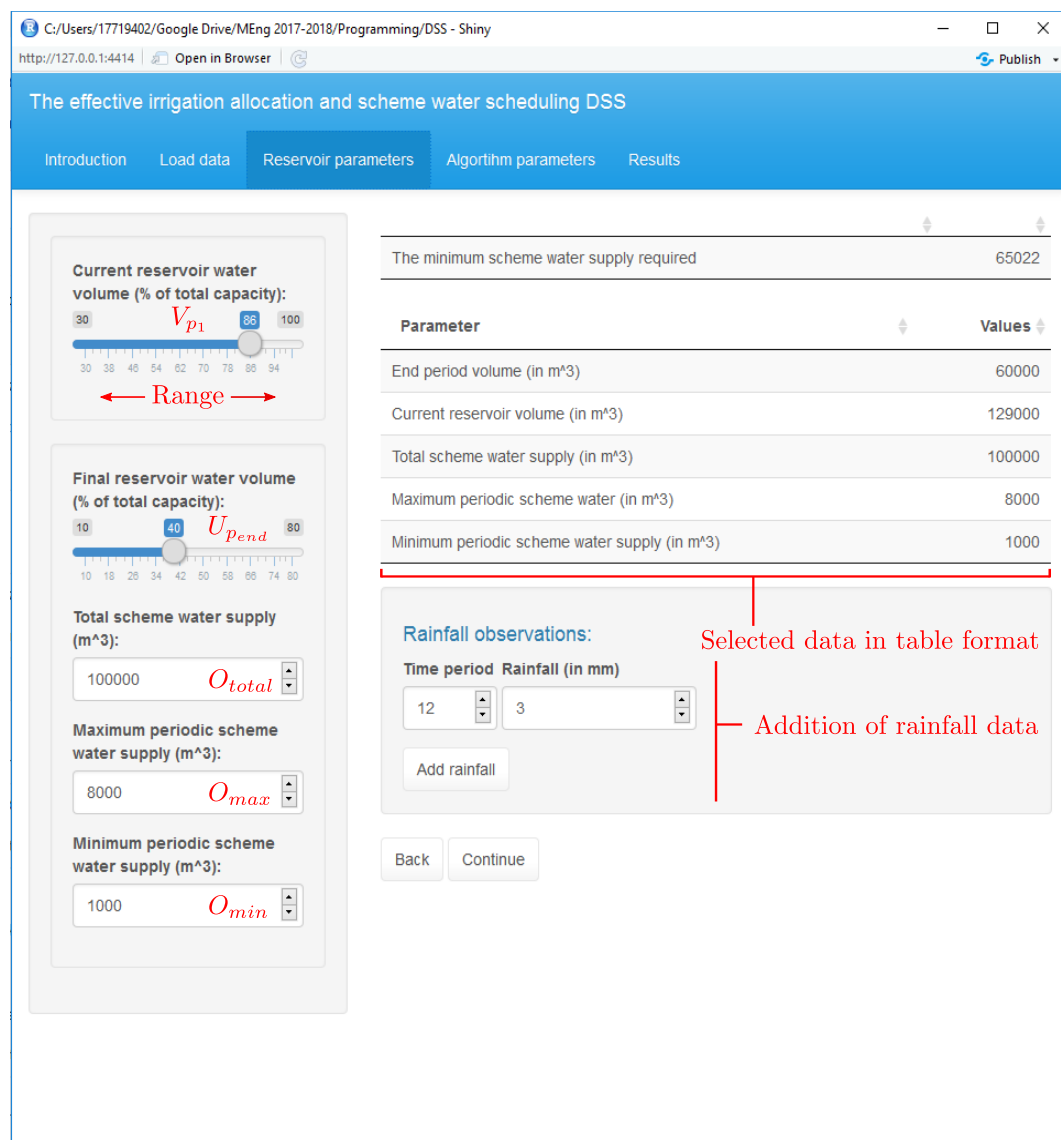 C:/Users/17719402/Google Drive/MEng 2017-2018/Programming/DSS - Shiny
http://127.0.0.1:4414 Open in Browser Publish
The effective irrigation allocation and scheme water scheduling DSS
Introduction Load data Reservoir parameters Algortihm parameters Results
Current reservoir water
volume (% of total capacity):
30 V_{p_1} 86 100
30 38 46 54 62 70 78 86 94
Range
Final reservoir water volume
(% of total capacity):
10 40 U_{p_{end}} 80
10 18 26 34 42 50 58 66 74 80
Total scheme water supply
(m^3):
100000 O_{total}
Maximum periodic scheme
water supply (m^3):
8000 O_{max}
Minimum periodic scheme
water supply (m^3):
1000 O_{min}
The minimum scheme water supply required 65022
Parameter Values
End period volume (in m^3) 60000
Current reservoir volume (in m^3) 129000
Total scheme water supply (in m^3) 100000
Maximum periodic scheme water (in m^3) 8000
Minimum periodic scheme water supply (in m^3) 1000
Selected data in table format
Rainfall observations:
Time period Rainfall (in mm)
12 3
Addition of rainfall data
Add rainfall
Back Continue